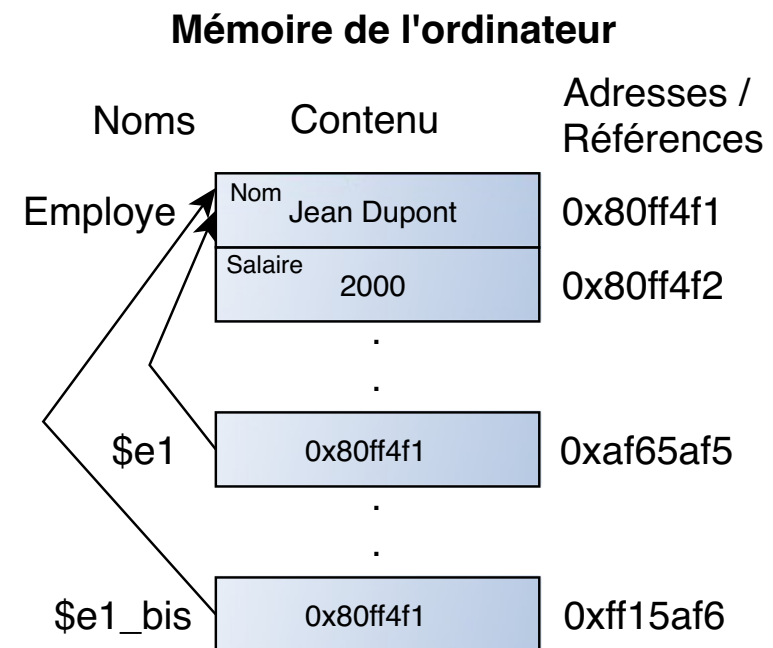 Mémoire de l'ordinateur
Noms Contenu Adresses /
Références
Nom
Employe Jean Dupont 0x80ff4f1
Salaire
2000 0x80ff4f2
.
.
$e1 0x80ff4f1 0xaf65af5
.
.
$e1_bis 0x80ff4f1 0xff15af6